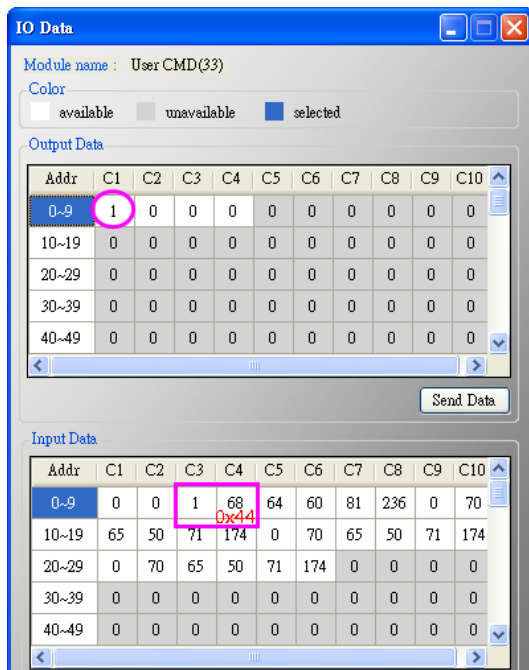 IO Data
Module name : User CMD(33)
Color
available unavailable selected
Output Data
Addr C1 C2 C3 C4 C5 C6 C7 C8 C9 C10
0~9 1 0 0 0 0 0 0 0 0 0
10~19 0 0 0 0 0 0 0 0 0 0
20~29 0 0 0 0 0 0 0 0 0 0
30~39 0 0 0 0 0 0 0 0 0 0
40~49 0 0 0 0 0 0 0 0 0 0
Send Data
Input Data
Addr C1 C2 C3 C4 C5 C6 C7 C8 C9 C10
0~9 0 0 1 68 64 60 81 236 0 70
0x44
10~19 65 50 71 174 0 70 65 50 71 174
20~29 0 70 65 50 71 174 0 0 0 0
30~39 0 0 0 0 0 0 0 0 0 0
40~49 0 0 0 0 0 0 0 0 0 0